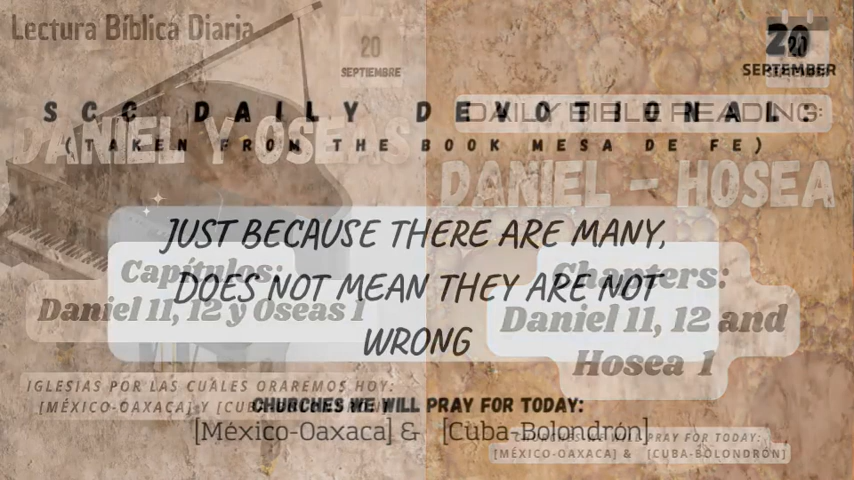 Lectura Bíblica Diaria
20
SEPTIEMBRE
20
SEPTEMBER
SCC DAILY DEVOTIONAL:
(TAKEN FROM THE BOOK MESA DE FE)
DAILY BIBLE READING:
DANIEL Y OSEAS
DANIEL - HOSEA
JUST BECAUSE THERE ARE MANY,
DOES NOT MEAN THEY ARE NOT
WRONG
Capítulos:
Daniel 11, 12 y Oseas 1
Chapters:
Daniel 11, 12 and
Hosea 1
IGLESIAS POR LAS CUALES ORAREMOS HOY:
[MÉXICO-OAXACA] Y [CUBA-
CHURCHES WE WILL PRAY FOR TODAY:
[México-Oaxaca] & [Cuba-Bolondrón]
CHURCHES WE WILL PRAY FOR TODAY:
[MÉXICO-OAXACA] & [CUBA-BOLONDRÓN]